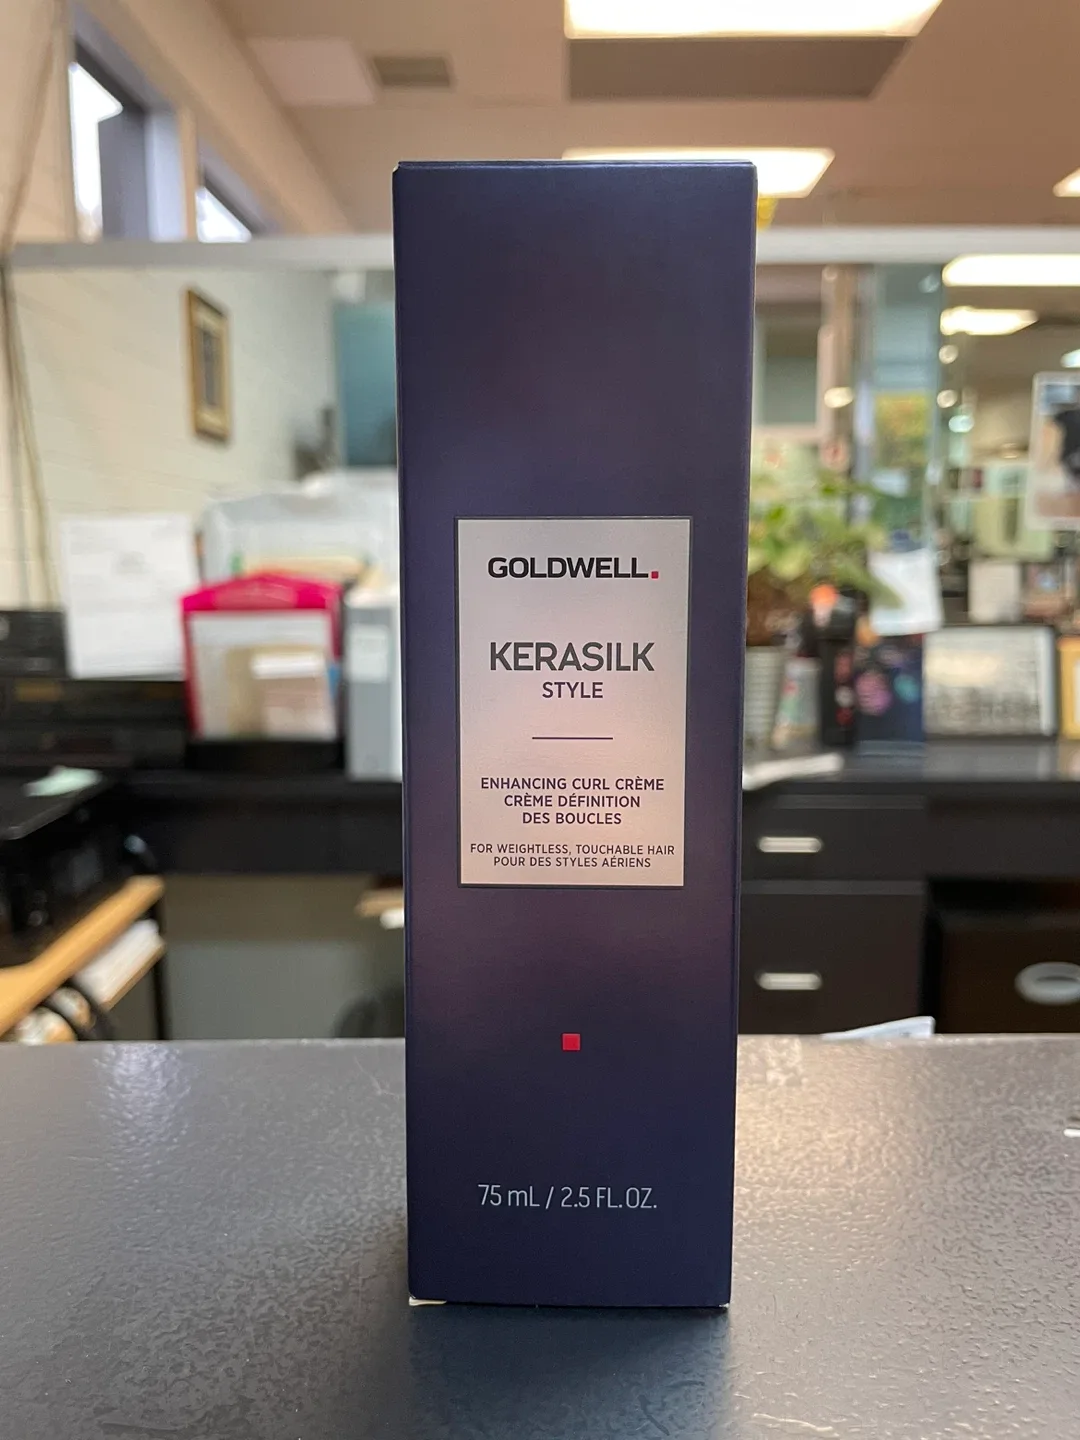 GOLDWELL.
KERASILK
STYLE
ENHANCING CURL CRÈME
CRÈME DÉFINITION
DES BOUCLES
FOR WEIGHTLESS, TOUCHABLE HAIR
POUR DES STYLES AÉRIENS
75 mL / 2.5 FL.OZ.